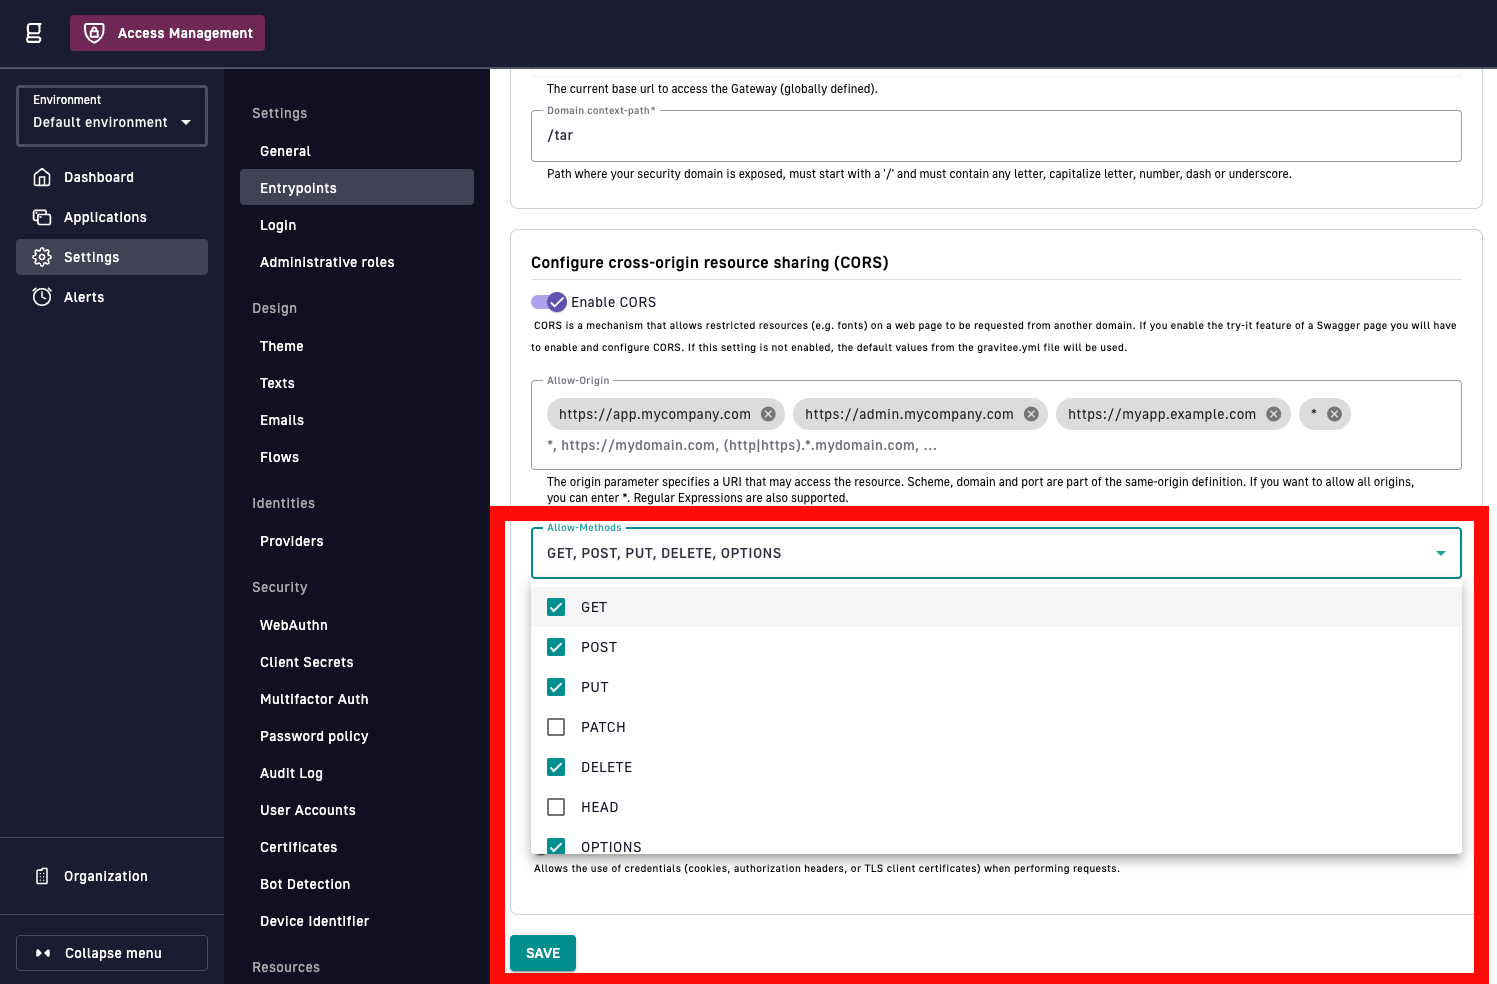 Access Management
Environment
Default environment
Dashboard
Applications
Settings
Alerts
Organization
Collapse menu
Settings
General
Entrypoints
Login
Administrative roles
Design
Theme
Texts
Emails
Flows
Identities
Providers
Security
WebAuthn
Client Secrets
Multifactor Auth
Password policy
Audit Log
User Accounts
Certificates
Bot Detection
Device Identifier
Resources
The current base url to access the Gateway (globally defined).
Domain context-path*
/tar
Path where your security domain is exposed, must start with a '/' and must contain any letter, capitalize letter, number, dash or underscore.
Configure cross-origin resource sharing (CORS)
Enable CORS
CORS is a mechanism that allows restricted resources (e.g. fonts) on a web page to be requested from another domain. If you enable the try-it feature of a Swagger page you will have
to enable and configure CORS. If this setting is not enabled, the default values from the gravitee.yml file will be used.
Allow-Origin
https://app.mycompany.com https://admin.mycompany.com https://myapp.example.com *
*, https://mydomain.com, (http|https).*.mydomain.com, ...
The origin parameter specifies a URI that may access the resource. Scheme, domain and port are part of the same-origin definition. If you want to allow all origins,
you can enter *. Regular Expressions are also supported.
Allow-Methods
GET, POST, PUT, DELETE, OPTIONS
GET
POST
PUT
PATCH
DELETE
HEAD
OPTIONS
Allows the use of credentials (cookies, authorization headers, or TLS client certificates) when performing requests.
SAVE